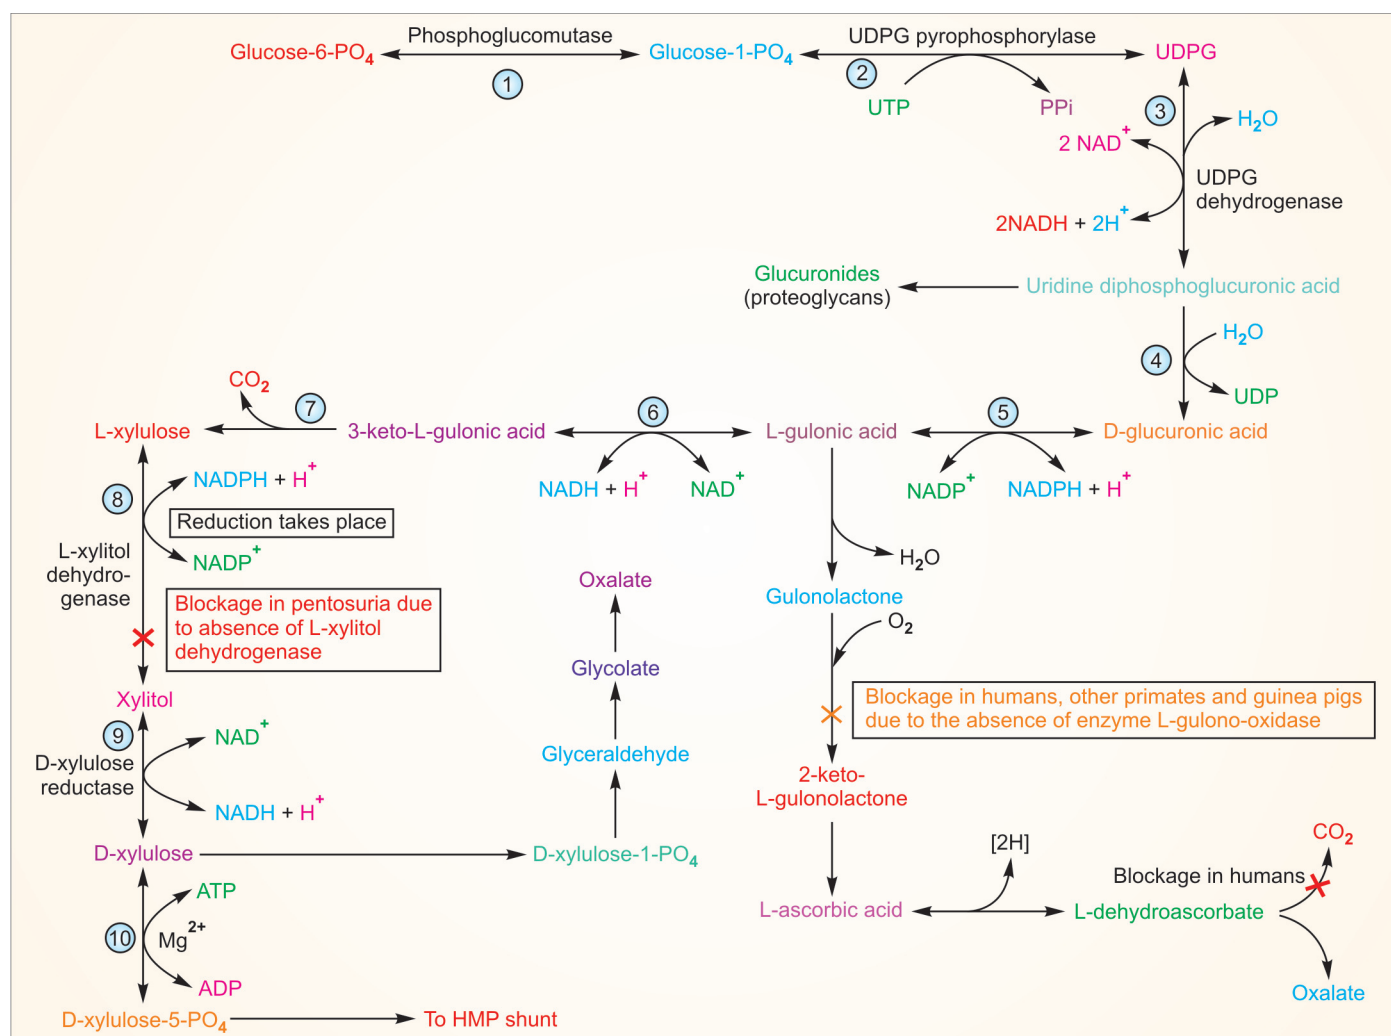 Glucose-6-PO4
Phosphoglucomutase
1
Glucose-1-PO4
UDPG pyrophosphorylase
2
UTP
PPi
UDPG
3
H2O
2 NAD+
UDPG
dehydrogenase
2NADH + 2H+
Glucuronides
(proteoglycans)
Uridine diphosphoglucuronic acid
4
H2O
UDP
CO2
7
6
5
L-xylulose
3-keto-L-gulonic acid
L-gulonic acid
D-glucuronic acid
NADH + H+
NAD+
NADP+
NADPH + H+
8
NADPH + H+
Reduction takes place
NADP+
L-xylitol
dehydro-
genase
Blockage in pentosuria due
to absence of L-xylitol
dehydrogenase
Xylitol
9
NAD+
D-xylulose
reductase
NADH + H+
D-xylulose
D-xylulose-1-PO4
Glyceraldehyde
Glycolate
Oxalate
H2O
Gulonolactone
O2
Blockage in humans, other primates and guinea pigs
due to the absence of enzyme L-gulono-oxidase
2-keto-
L-gulonolactone
[2H]
CO2
Blockage in humans
L-ascorbic acid
L-dehydroascorbate
Oxalate
ATP
10
Mg2+
ADP
D-xylulose-5-PO4
To HMP shunt